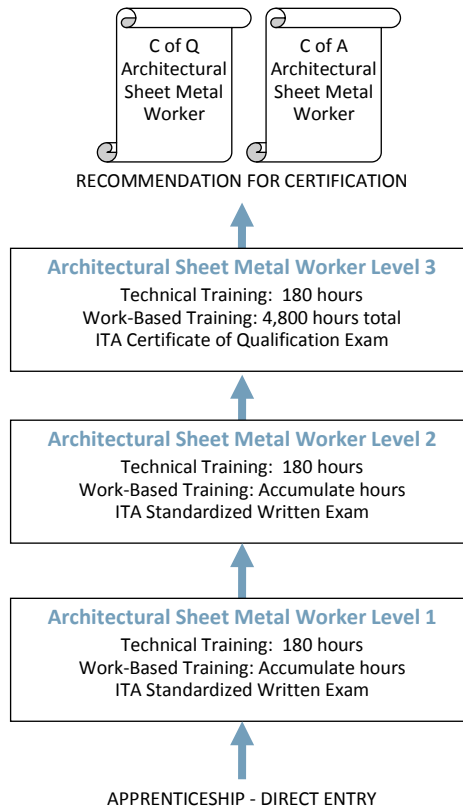 C of Q
Architectural
Sheet Metal
Worker
C of A
Architectural
Sheet Metal
Worker
RECOMMENDATION FOR CERTIFICATION
Architectural Sheet Metal Worker Level 3
Technical Training:  180 hours
Work-Based Training: 4,800 hours total
ITA Certificate of Qualification Exam
Architectural Sheet Metal Worker Level 2
Technical Training:  180 hours
Work-Based Training: Accumulate hours
ITA Standardized Written Exam
Architectural Sheet Metal Worker Level 1
Technical Training:  180 hours
Work-Based Training: Accumulate hours
ITA Standardized Written Exam
APPRENTICESHIP - DIRECT ENTRY